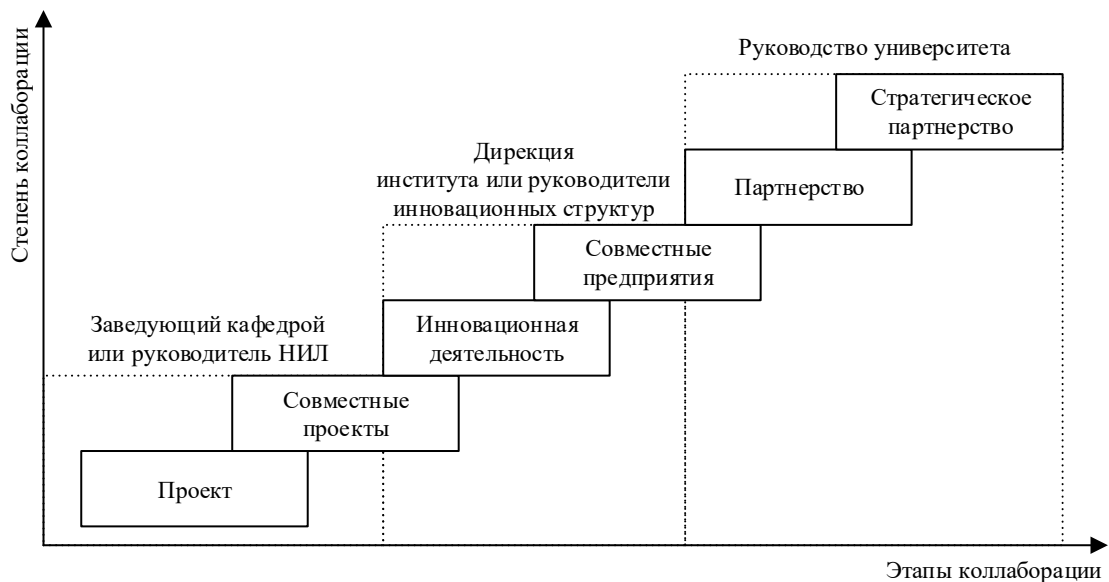 Степень коллаборации
Руководство университета
Стратегическое
партнерство
Дирекция
института или руководители
инновационных структур
Партнерство
Совместные
предприятия
Заведующий кафедрой
или руководитель НИЛ
Инновационная
деятельность
Совместные
проекты
Проект
Этапы коллаборации